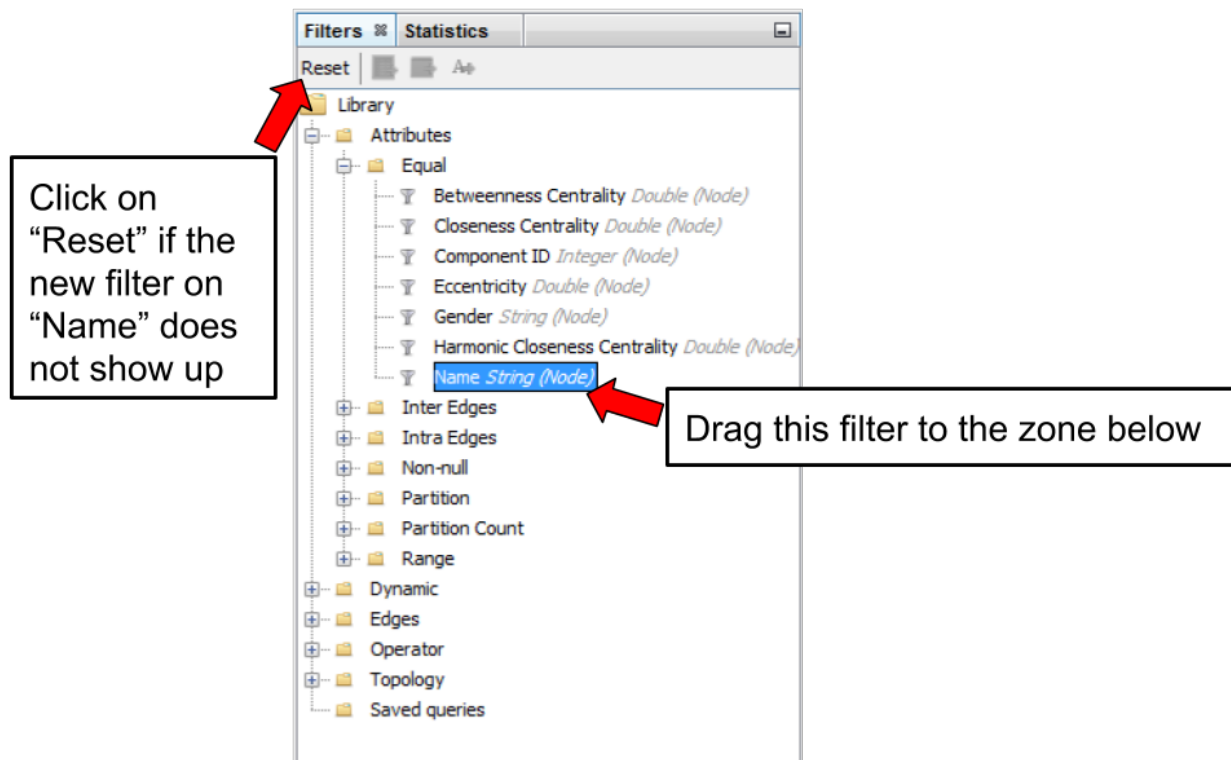 Filters Statistics
Reset
Library
Attributes
Equal
Betweenness Centrality Double (Node)
Closeness Centrality Double (Node)
Component ID Integer (Node)
Eccentricity Double (Node)
Gender String (Node)
Harmonic Closeness Centrality Double (Node)
Name String (Node)
Inter Edges
Intra Edges
Non-null
Partition
Partition Count
Range
Dynamic
Edges
Operator
Topology
Saved queries
Click on
“Reset” if the
new filter on
“Name” does
not show up
Drag this filter to the zone below